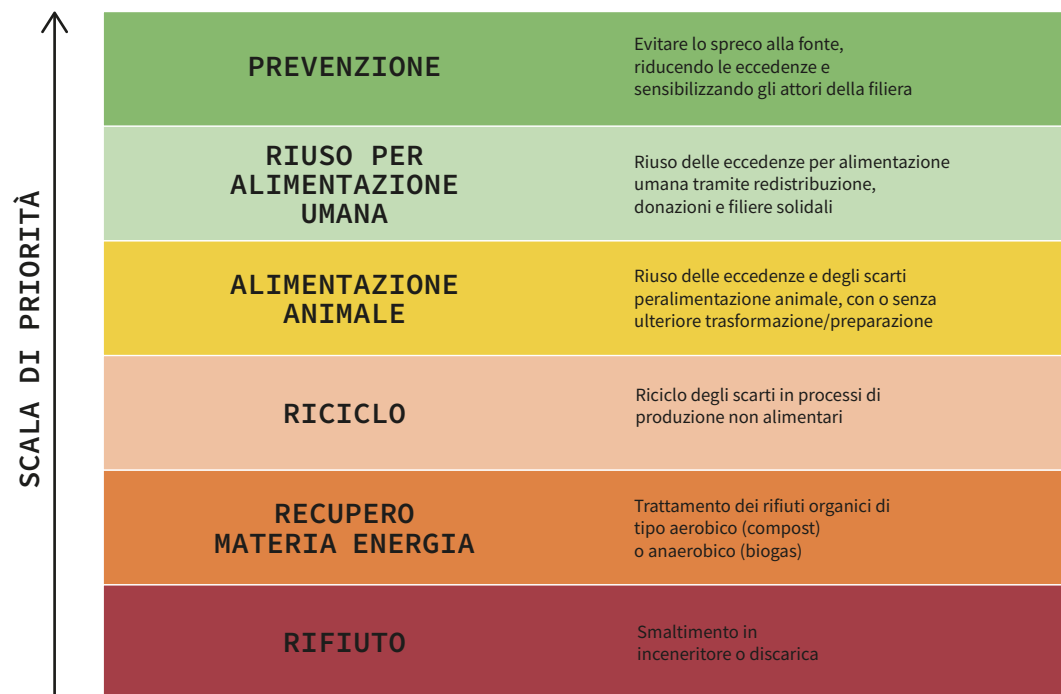 SCALA DI PRIORITÀ
PREVENZIONE
Evitare lo spreco alla fonte,
riducendo le eccedenze e
sensibilizzando gli attori della filiera
RIUSO PER
ALIMENTAZIONE
UMANA
Riuso delle eccedenze per alimentazione
umana tramite redistribuzione,
donazioni e filiere solidali
ALIMENTAZIONE
ANIMALE
Riuso delle eccedenze e degli scarti
peralimentazione animale, con o senza
ulteriore trasformazione/preparazione
RICICLO
Riciclo degli scarti in processi di
produzione non alimentari
RECUPERO
MATERIA ENERGIA
Trattamento dei rifiuti organici di
tipo aerobico (compost)
o anaerobico (biogas)
RIFIUTO
Smaltimento in
inceneritore o discarica